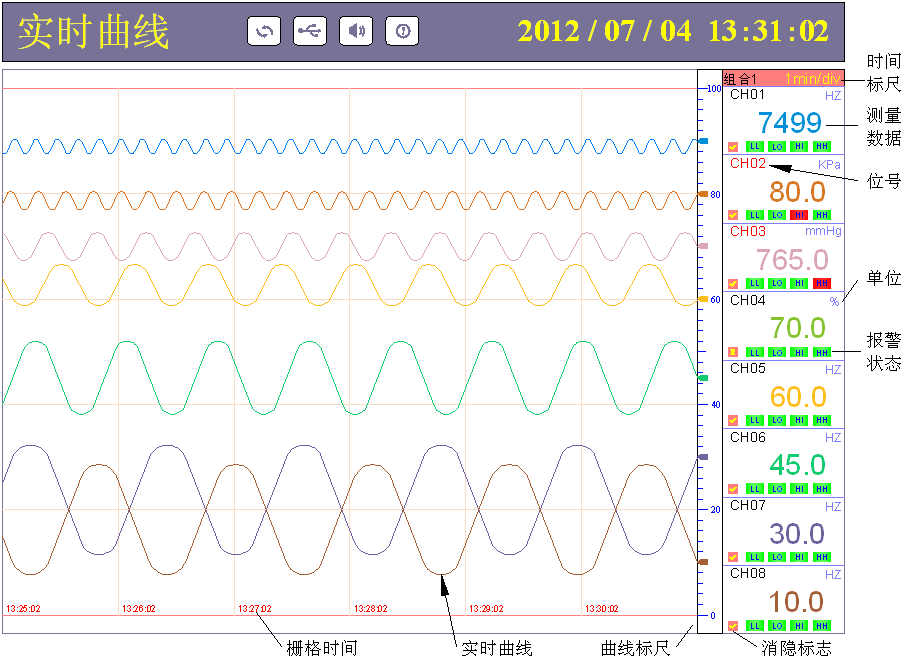 实时曲线
2012 / 07 / 04 13:31:02
时间
标尺
组合1 1min/div
100
CH01 HZ
7499
测量
数据
LL LO HI HH
CH02 KPa
位号
80.0
80
LL LO HI HH
CH03 mmHg
765.0
单位
LL LO HI HH
60
CH04 %
70.0
报警
状态
LL LO HI HH
CH05 HZ
60.0
40
LL LO HI HH
CH06 HZ
45.0
LL LO HI HH
20
CH07 HZ
30.0
LL LO HI HH
CH08 HZ
10.0
13:25:02 13:26:02 13:27:02 13:28:02 13:29:02 13:30:02
0
LL LO HI HH
栅格时间 实时曲线 曲线标尺 消隐标志